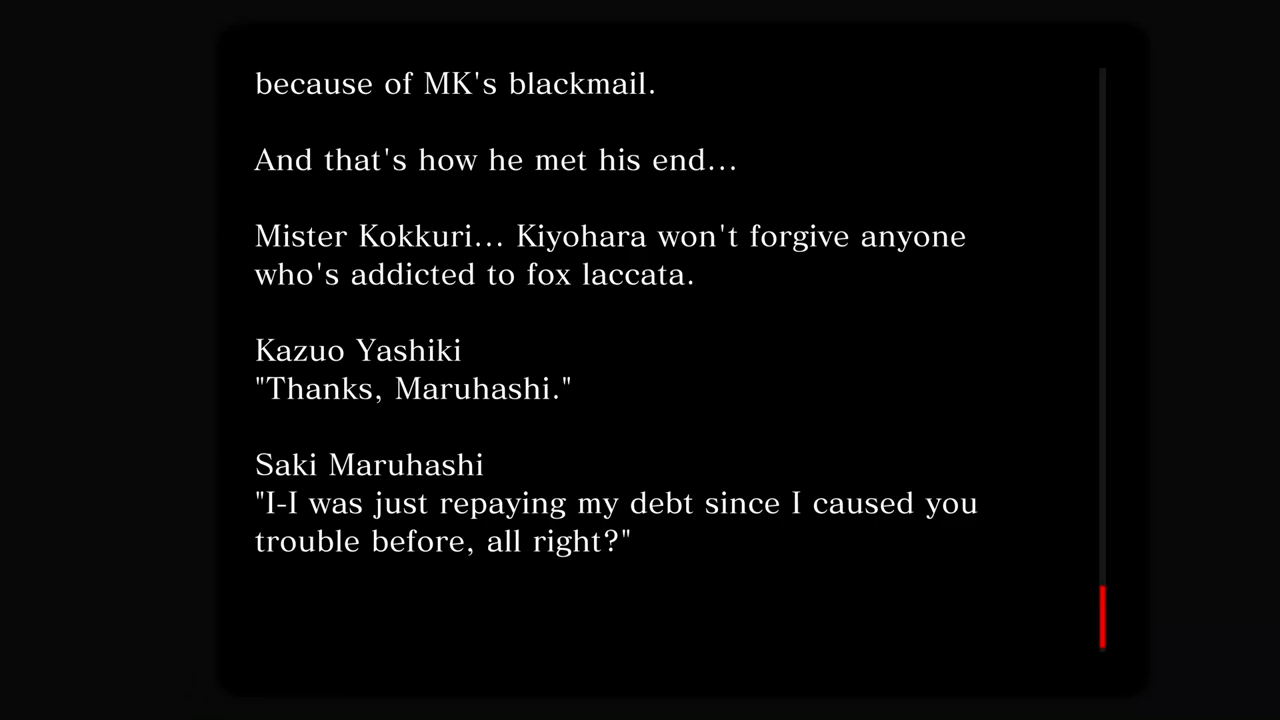 because of MK's blackmail.
And that's how he met his end...
Mister Kokkuri... Kiyohara won't forgive anyone
who's addicted to fox laccata.
Kazuo Yashiki
"Thanks, Maruhashi."
Saki Maruhashi
"I-I was just repaying my debt since I caused you
trouble before, all right?"